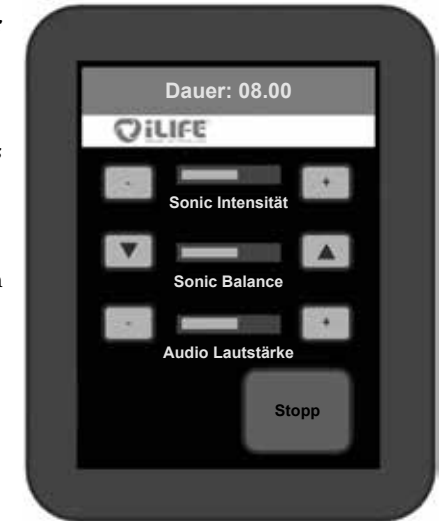 Dauer: 08.00
iLIFE
- +
Sonic Intensität
▼ ▲
Sonic Balance
- +
Audio Lautstärke
Stopp